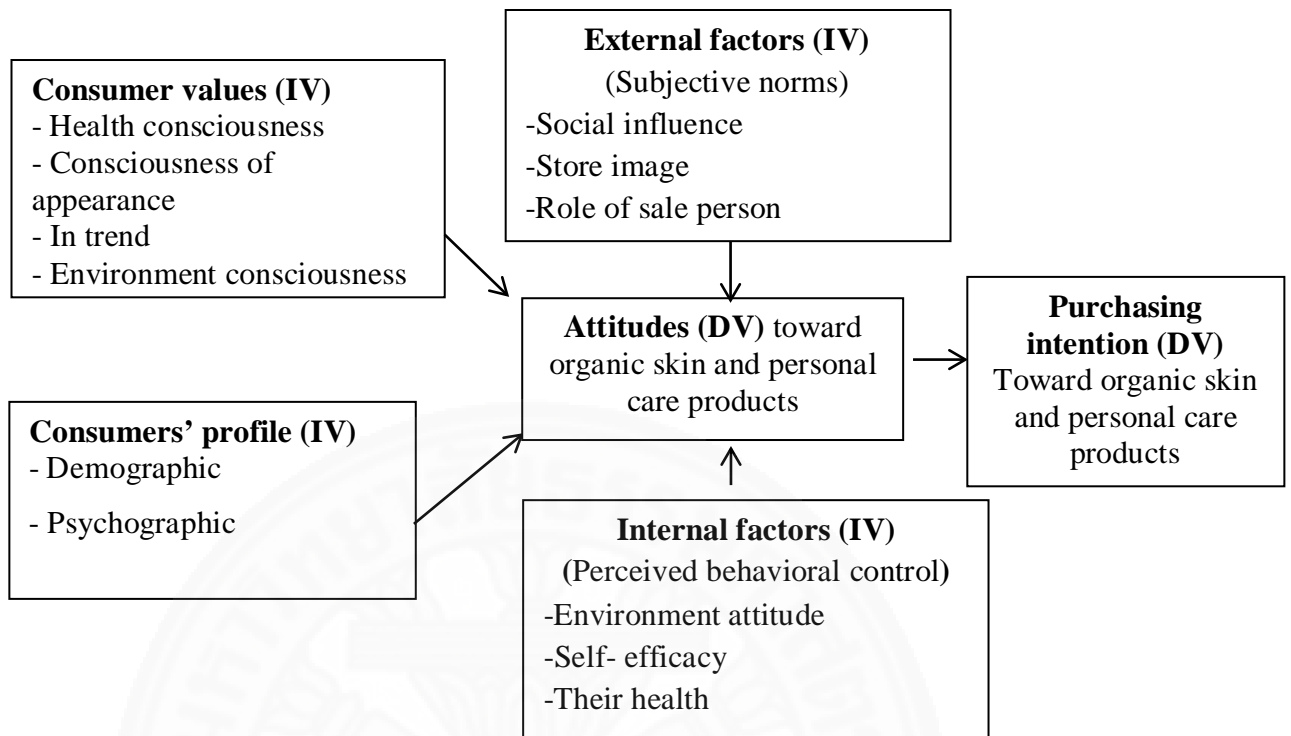 External factors (IV)
(Subjective norms)
-Social influence
-Store image
-Role of sale person
Consumer values (IV)
- Health consciousness
- Consciousness of
appearance
- In trend
- Environment consciousness
Attitudes (DV) toward
organic skin and personal
care products
Purchasing
intention (DV)
Toward organic skin
and personal care
products
Consumers’ profile (IV)
- Demographic
- Psychographic
Internal factors (IV)
(Perceived behavioral control)
-Environment attitude
-Self- efficacy
-Their health